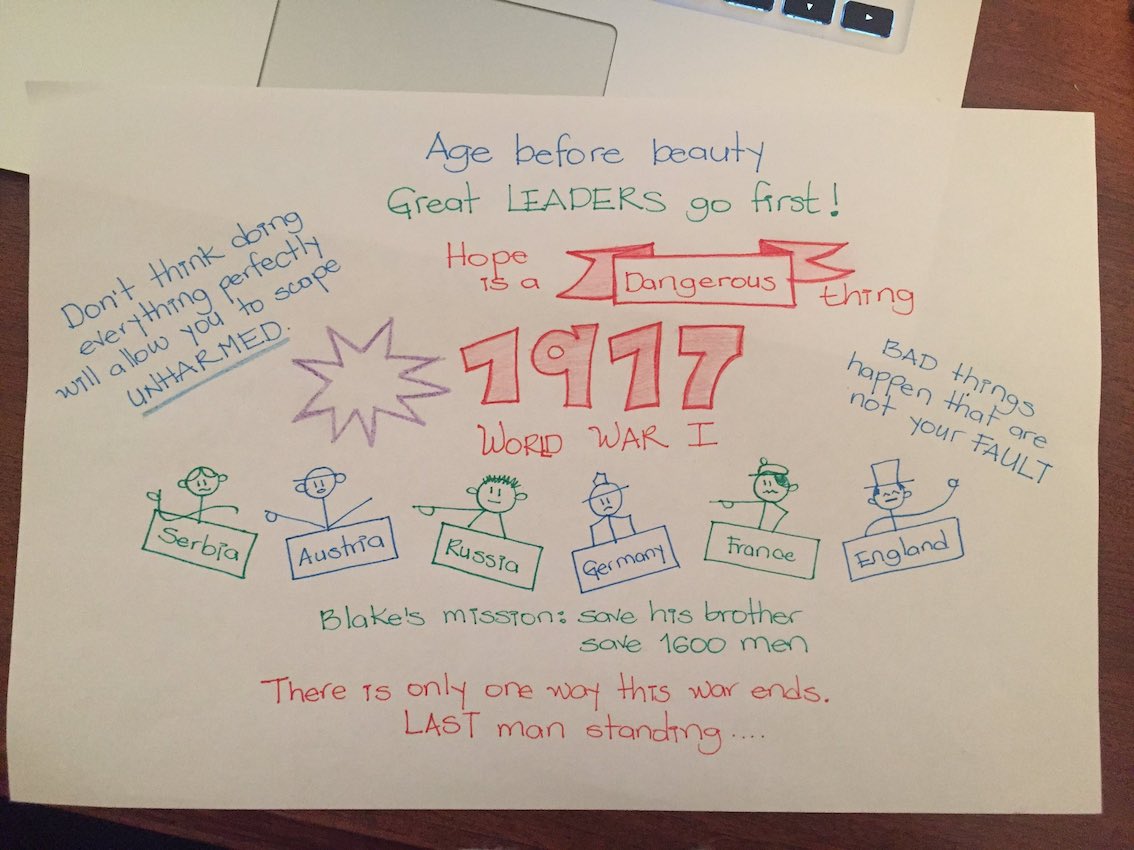 Age before beauty
Great LEADERS go first!
Hope
is a Dangerous thing
Don't think doing
everything perfectly
will allow you to scape
UNHARMED.
1917
WORLD WAR I
BAD things
happen that are
not your FAULT
Serbia
Austria
Russia
Germany
France
England
Blake's mission: save his brother
save 1600 men
There is only one way this war ends.
LAST man standing....